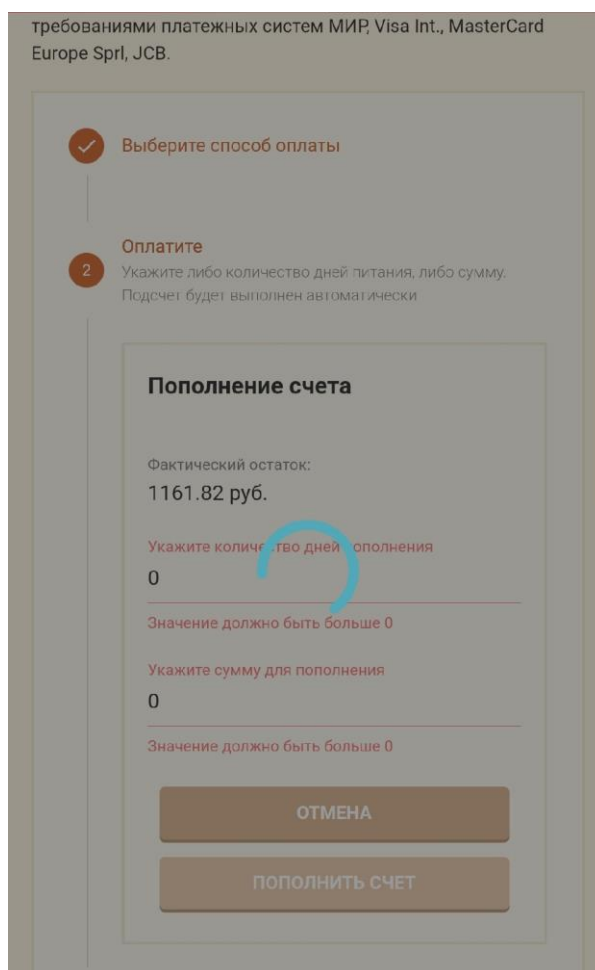 требованиями платежных систем МИР, Visa Int., MasterCard
Europe Sprl, JCB.
Выберите способ оплаты
2
Оплатите
Укажите либо количество дней питания, либо сумму.
Подсчет будет выполнен автоматически
Пополнение счета
Фактический остаток:
1161.82 руб.
Укажите количество дней пополнения
0
Значение должно быть больше 0
Укажите сумму для пополнения
0
Значение должно быть больше 0
ОТМЕНА
ПОПОЛНИТЬ СЧЕТ